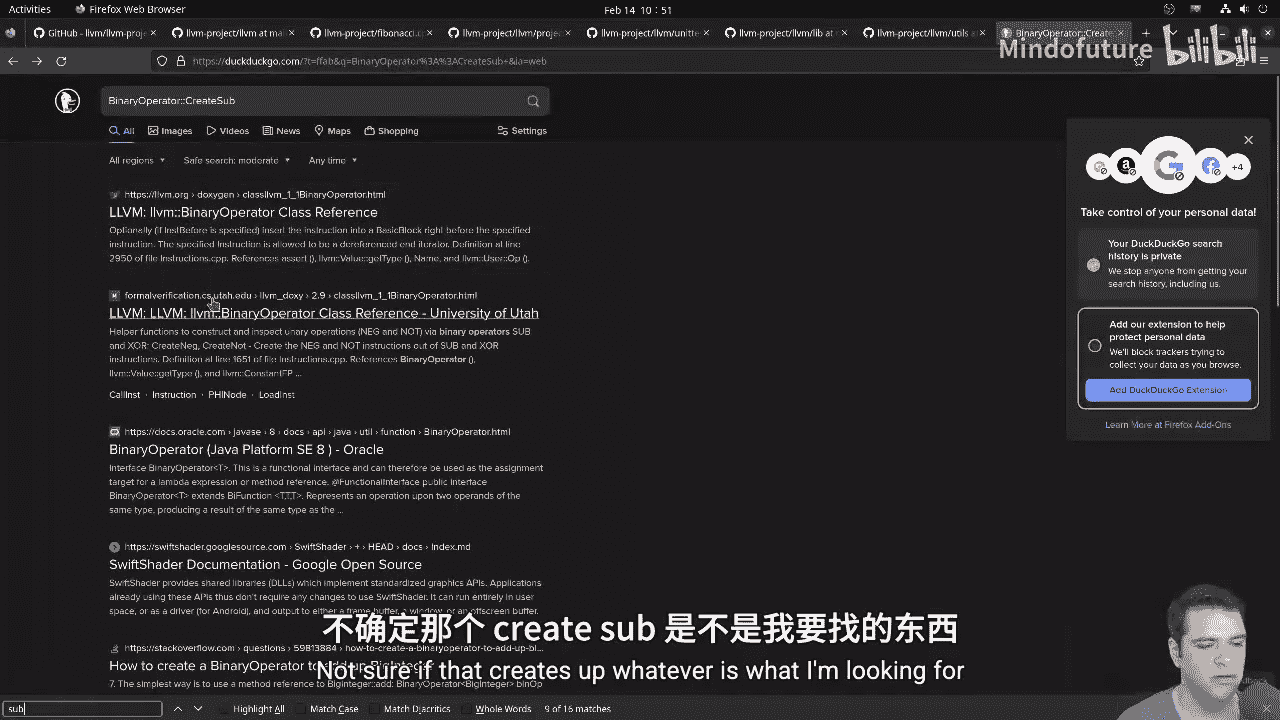 Activities Firefox Web Browser Feb 14 10:51
GitHub - llvm/llvm-proje llvm-project/llvm at ma llvm-project/fibonacci.c llvm-project/llvm/proje llvm-project/llvm/unitte llvm-project/llvm/lib at llvm-project/llvm/utils a BinaryOperator::Create
Mindofuture bilibili
https://duckduckgo.com/?t=ffab&q=BinaryOperator%3A%3ACreateSub+&ia=web
BinaryOperator::CreateSub
All Images Videos News Maps Shopping Settings
All regions Safe search: moderate Any time
https://llvm.org › doxygen › classllvm_1_1BinaryOperator.html
LLVM: llvm::BinaryOperator Class Reference
Optionally (if InstBefore is specified) insert the instruction into a BasicBlock right before the specified
instruction. The specified Instruction is allowed to be a dereferenced end iterator. Definition at line
2950 of file Instructions.cpp. References assert (), llvm::Value::getType (), Name, and llvm::User::Op ().
formalverification.cs.utah.edu › llvm_doxy › 2.9 › classllvm_1_1BinaryOperator.html
LLVM: LLVM: llvm::BinaryOperator Class Reference - University of Utah
Helper functions to construct and inspect unary operations (NEG and NOT) via binary operators SUB
and XOR: CreateNeg, CreateNot - Create the NEG and NOT instructions out of SUB and XOR
instructions. Definition at line 1651 of file Instructions.cpp. References BinaryOperator (),
llvm::Value::getType (), and llvm::ConstantFP ...
CallInst · Instruction · PHINode · LoadInst
https://docs.oracle.com › javase › 8 › docs › api › java › util › function › BinaryOperator.html
BinaryOperator (Java Platform SE 8 ) - Oracle
Interface BinaryOperator<T>. This is a functional interface and can therefore be used as the assignment
target for a lambda expression or method reference. @FunctionalInterface public interface
BinaryOperator<T> extends BiFunction <T,T,T>. Represents an operation upon two operands of the
same type, producing a result of the same type as the ...
https://swiftshader.googlesource.com › SwiftShader › + › HEAD › docs › Index.md
SwiftShader Documentation - Google Open Source
SwiftShader provides shared libraries (DLLs) which implement standardized graphics APIs. Applications
already using these APIs thus don't require any changes to use SwiftShader. It can run entirely in user
space, or as a driver (for Android), and output to either a frame buffer, a window, or an offscreen buffer.
https://stackoverflow.com › questions › 59813884 › how-to-create-a-binaryoperator-to-add-up-bi...
How to create a BinaryOperator to add up BigInteger
7. The simplest way is to use a method reference to BigInteger::add: BinaryOperator<BigInteger> binOp
+4
Take control of your personal data!
Your DuckDuckGo search
history is private
We stop anyone from getting your
search history, including us.
Add our extension to help
protect personal data
We'll block trackers trying to
collect your data as you browse.
Add DuckDuckGo Extension
Learn More at Firefox Add-Ons
不确定那个 create sub 是不是我要找的东西
Not sure if that creates up whatever is what I'm looking for
sub Highlight All Match Case Match Diacritics Whole Words 9 of 16 matches